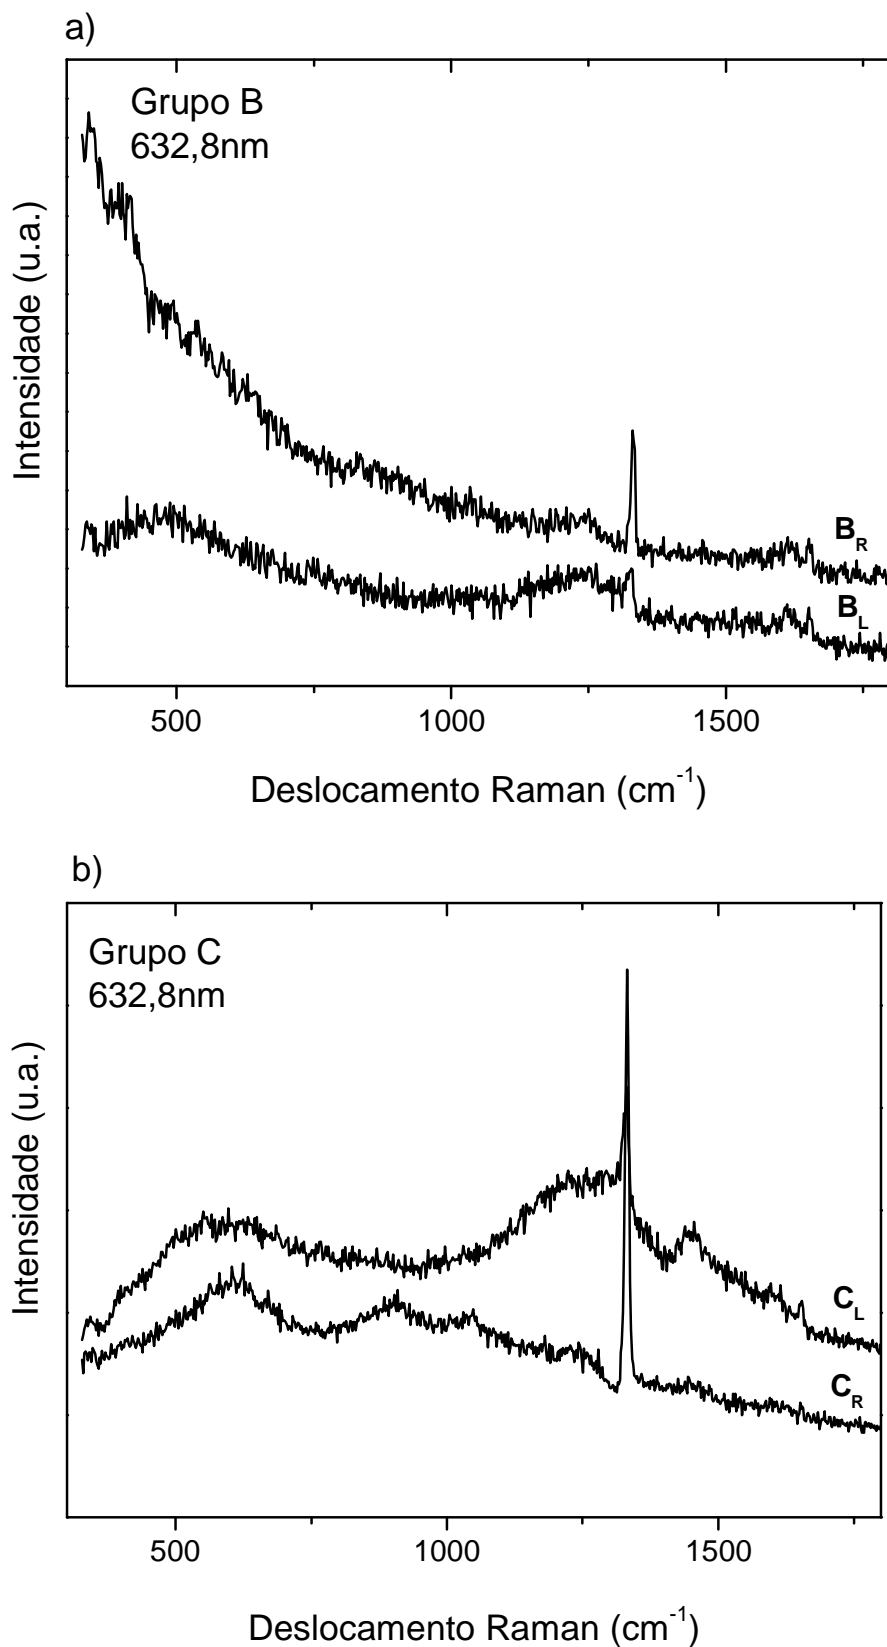 a)
Grupo B
632,8nm
Intensidade (u.a.)
B_R
B_L
500 1000 1500
Deslocamento Raman (cm⁻¹)
b)
Grupo C
632,8nm
Intensidade (u.a.)
C_L
C_R
500 1000 1500
Deslocamento Raman (cm⁻¹)